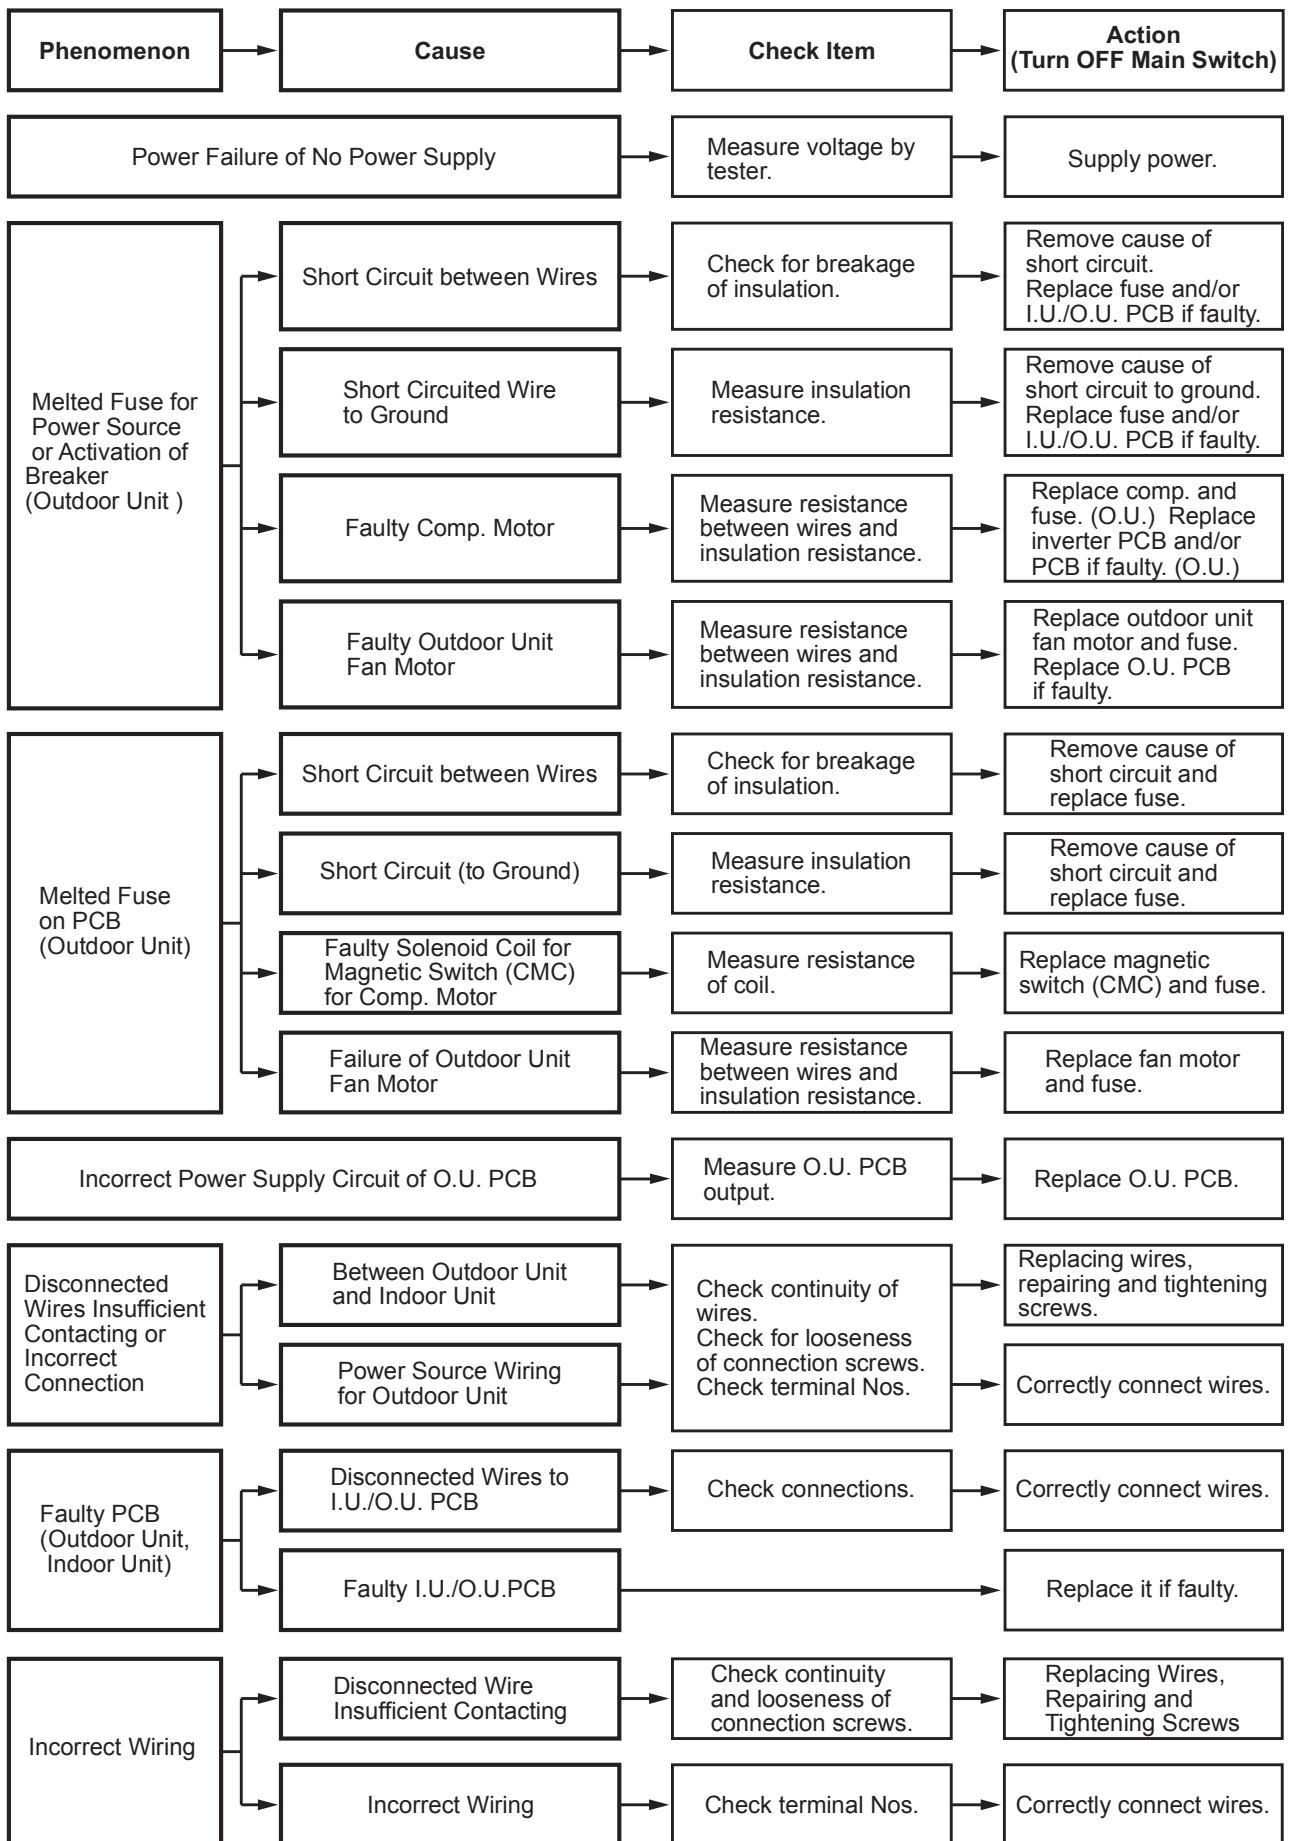 Phenomenon
Cause
Check Item
Action
(Turn OFF Main Switch)
Power Failure of No Power Supply
Measure voltage by
tester.
Supply power.
Melted Fuse for
Power Source
or Activation of
Breaker
(Outdoor Unit )
Short Circuit between Wires
Check for breakage
of insulation.
Remove cause of
short circuit.
Replace fuse and/or
I.U./O.U. PCB if faulty.
Short Circuited Wire
to Ground
Measure insulation
resistance.
Remove cause of
short circuit to ground.
Replace fuse and/or
I.U./O.U. PCB if faulty.
Faulty Comp. Motor
Measure resistance
between wires and
insulation resistance.
Replace comp. and
fuse. (O.U.) Replace
inverter PCB and/or
PCB if faulty. (O.U.)
Faulty Outdoor Unit
Fan Motor
Measure resistance
between wires and
insulation resistance.
Replace outdoor unit
fan motor and fuse.
Replace O.U. PCB
if faulty.
Melted Fuse
on PCB
(Outdoor Unit)
Short Circuit between Wires
Check for breakage
of insulation.
Remove cause of
short circuit and
replace fuse.
Short Circuit (to Ground)
Measure insulation
resistance.
Remove cause of
short circuit and
replace fuse.
Faulty Solenoid Coil for
Magnetic Switch (CMC)
for Comp. Motor
Measure resistance
of coil.
Replace magnetic
switch (CMC) and fuse.
Failure of Outdoor Unit
Fan Motor
Measure resistance
between wires and
insulation resistance.
Replace fan motor
and fuse.
Incorrect Power Supply Circuit of O.U. PCB
Measure O.U. PCB
output.
Replace O.U. PCB.
Disconnected
Wires Insufficient
Contacting or
Incorrect
Connection
Between Outdoor Unit
and Indoor Unit
Check continuity of
wires.
Check for looseness
of connection screws.
Check terminal Nos.
Replacing wires,
repairing and tightening
screws.
Power Source Wiring
for Outdoor Unit
Correctly connect wires.
Faulty PCB
(Outdoor Unit,
Indoor Unit)
Disconnected Wires to
I.U./O.U. PCB
Check connections.
Correctly connect wires.
Faulty I.U./O.U.PCB
Replace it if faulty.
Incorrect Wiring
Disconnected Wire
Insufficient Contacting
Check continuity
and looseness of
connection screws.
Replacing Wires,
Repairing and
Tightening Screws
Incorrect Wiring
Check terminal Nos.
Correctly connect wires.